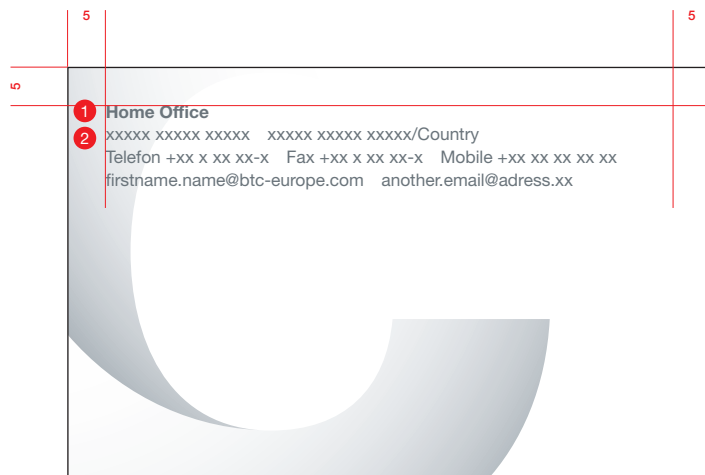 5 5
5
1 Home Office
2 xxxxx xxxxx xxxxx xxxxx xxxxx xxxxx/Country
Telefon +xx x xx xx-x Fax +xx x xx xx-x Mobile +xx xx xx xx xx
firstname.name@btc-europe.com another.email@adress.xx